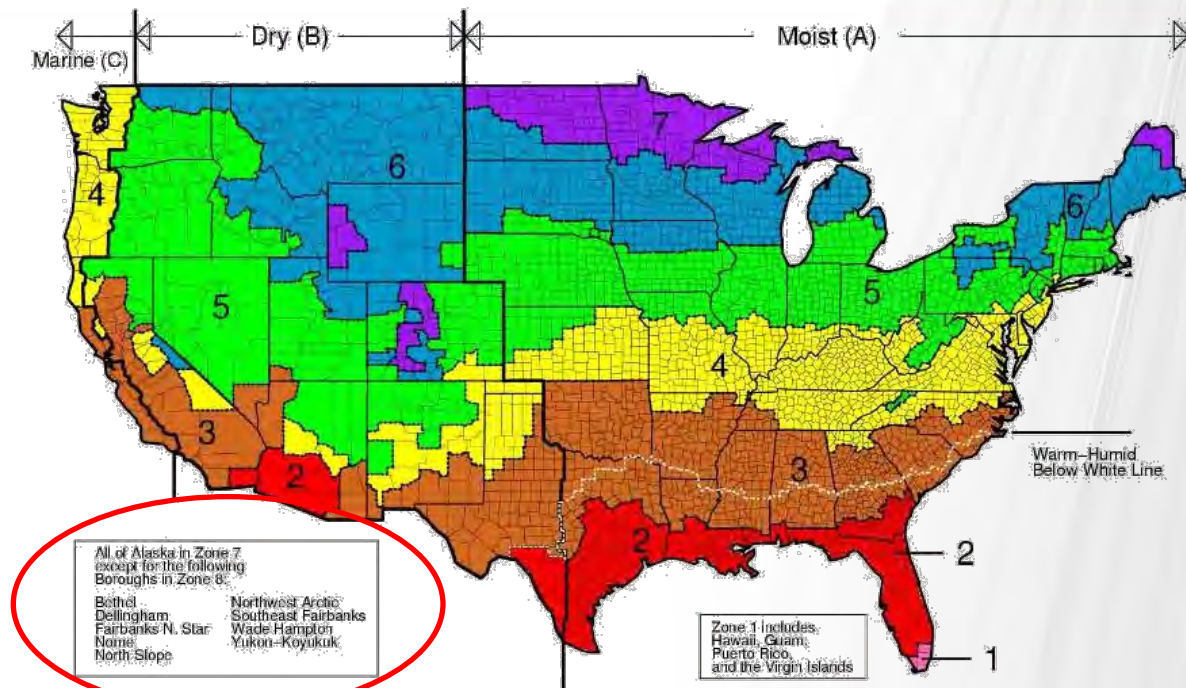 Marine (C)
Dry (B)
Moist (A)
7
6
4
6
5
5
4
3
3
2
2
2
1
Warm-Humid
Below White Line
All of Alaska in Zone 7
except for the following
Boroughs in Zone 8:
Bethel Northwest Arctic
Dellingham Southeast Fairbanks
Fairbanks N. Star Wade Hampton
Nome Yukon-Koyukuk
North Slope
Zone 1 includes
Hawaii, Guam,
Puerto Rico,
and the Virgin Islands